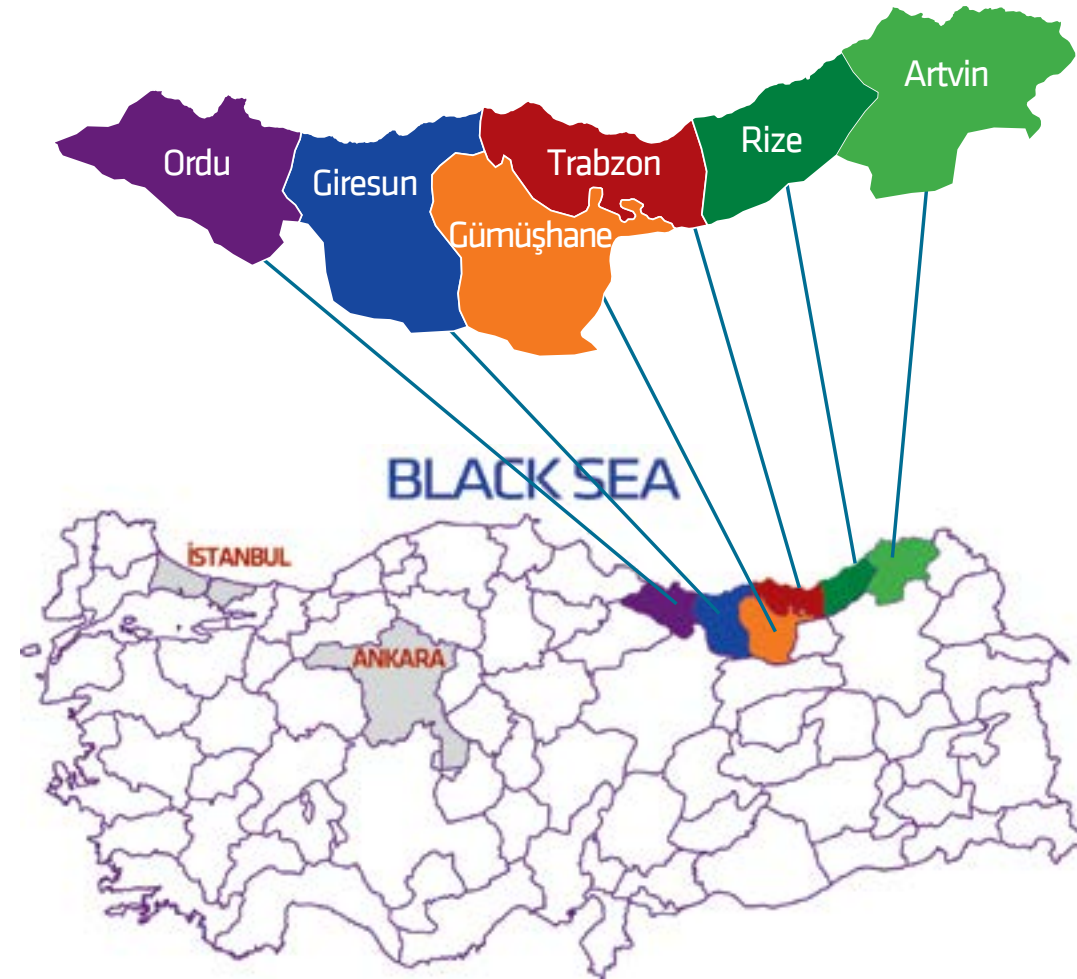 Artvin
Rize
Ordu
Trabzon
Giresun
Gümüşhane
BLACK SEA
İSTANBUL
ANKARA